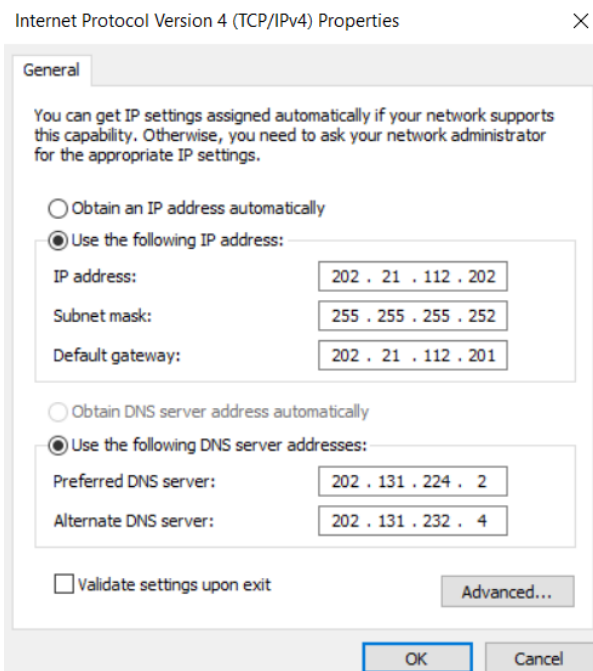 Internet Protocol Version 4 (TCP/IPv4) Properties
General
You can get IP settings assigned automatically if your network supports
this capability. Otherwise, you need to ask your network administrator
for the appropriate IP settings.
Obtain an IP address automatically
Use the following IP address:
IP address: 202 . 21 . 112 . 202
Subnet mask: 255 . 255 . 255 . 252
Default gateway: 202 . 21 . 112 . 201
Obtain DNS server address automatically
Use the following DNS server addresses:
Preferred DNS server: 202 . 131 . 224 . 2
Alternate DNS server: 202 . 131 . 232 . 4
Validate settings upon exit
Advanced...
OK Cancel